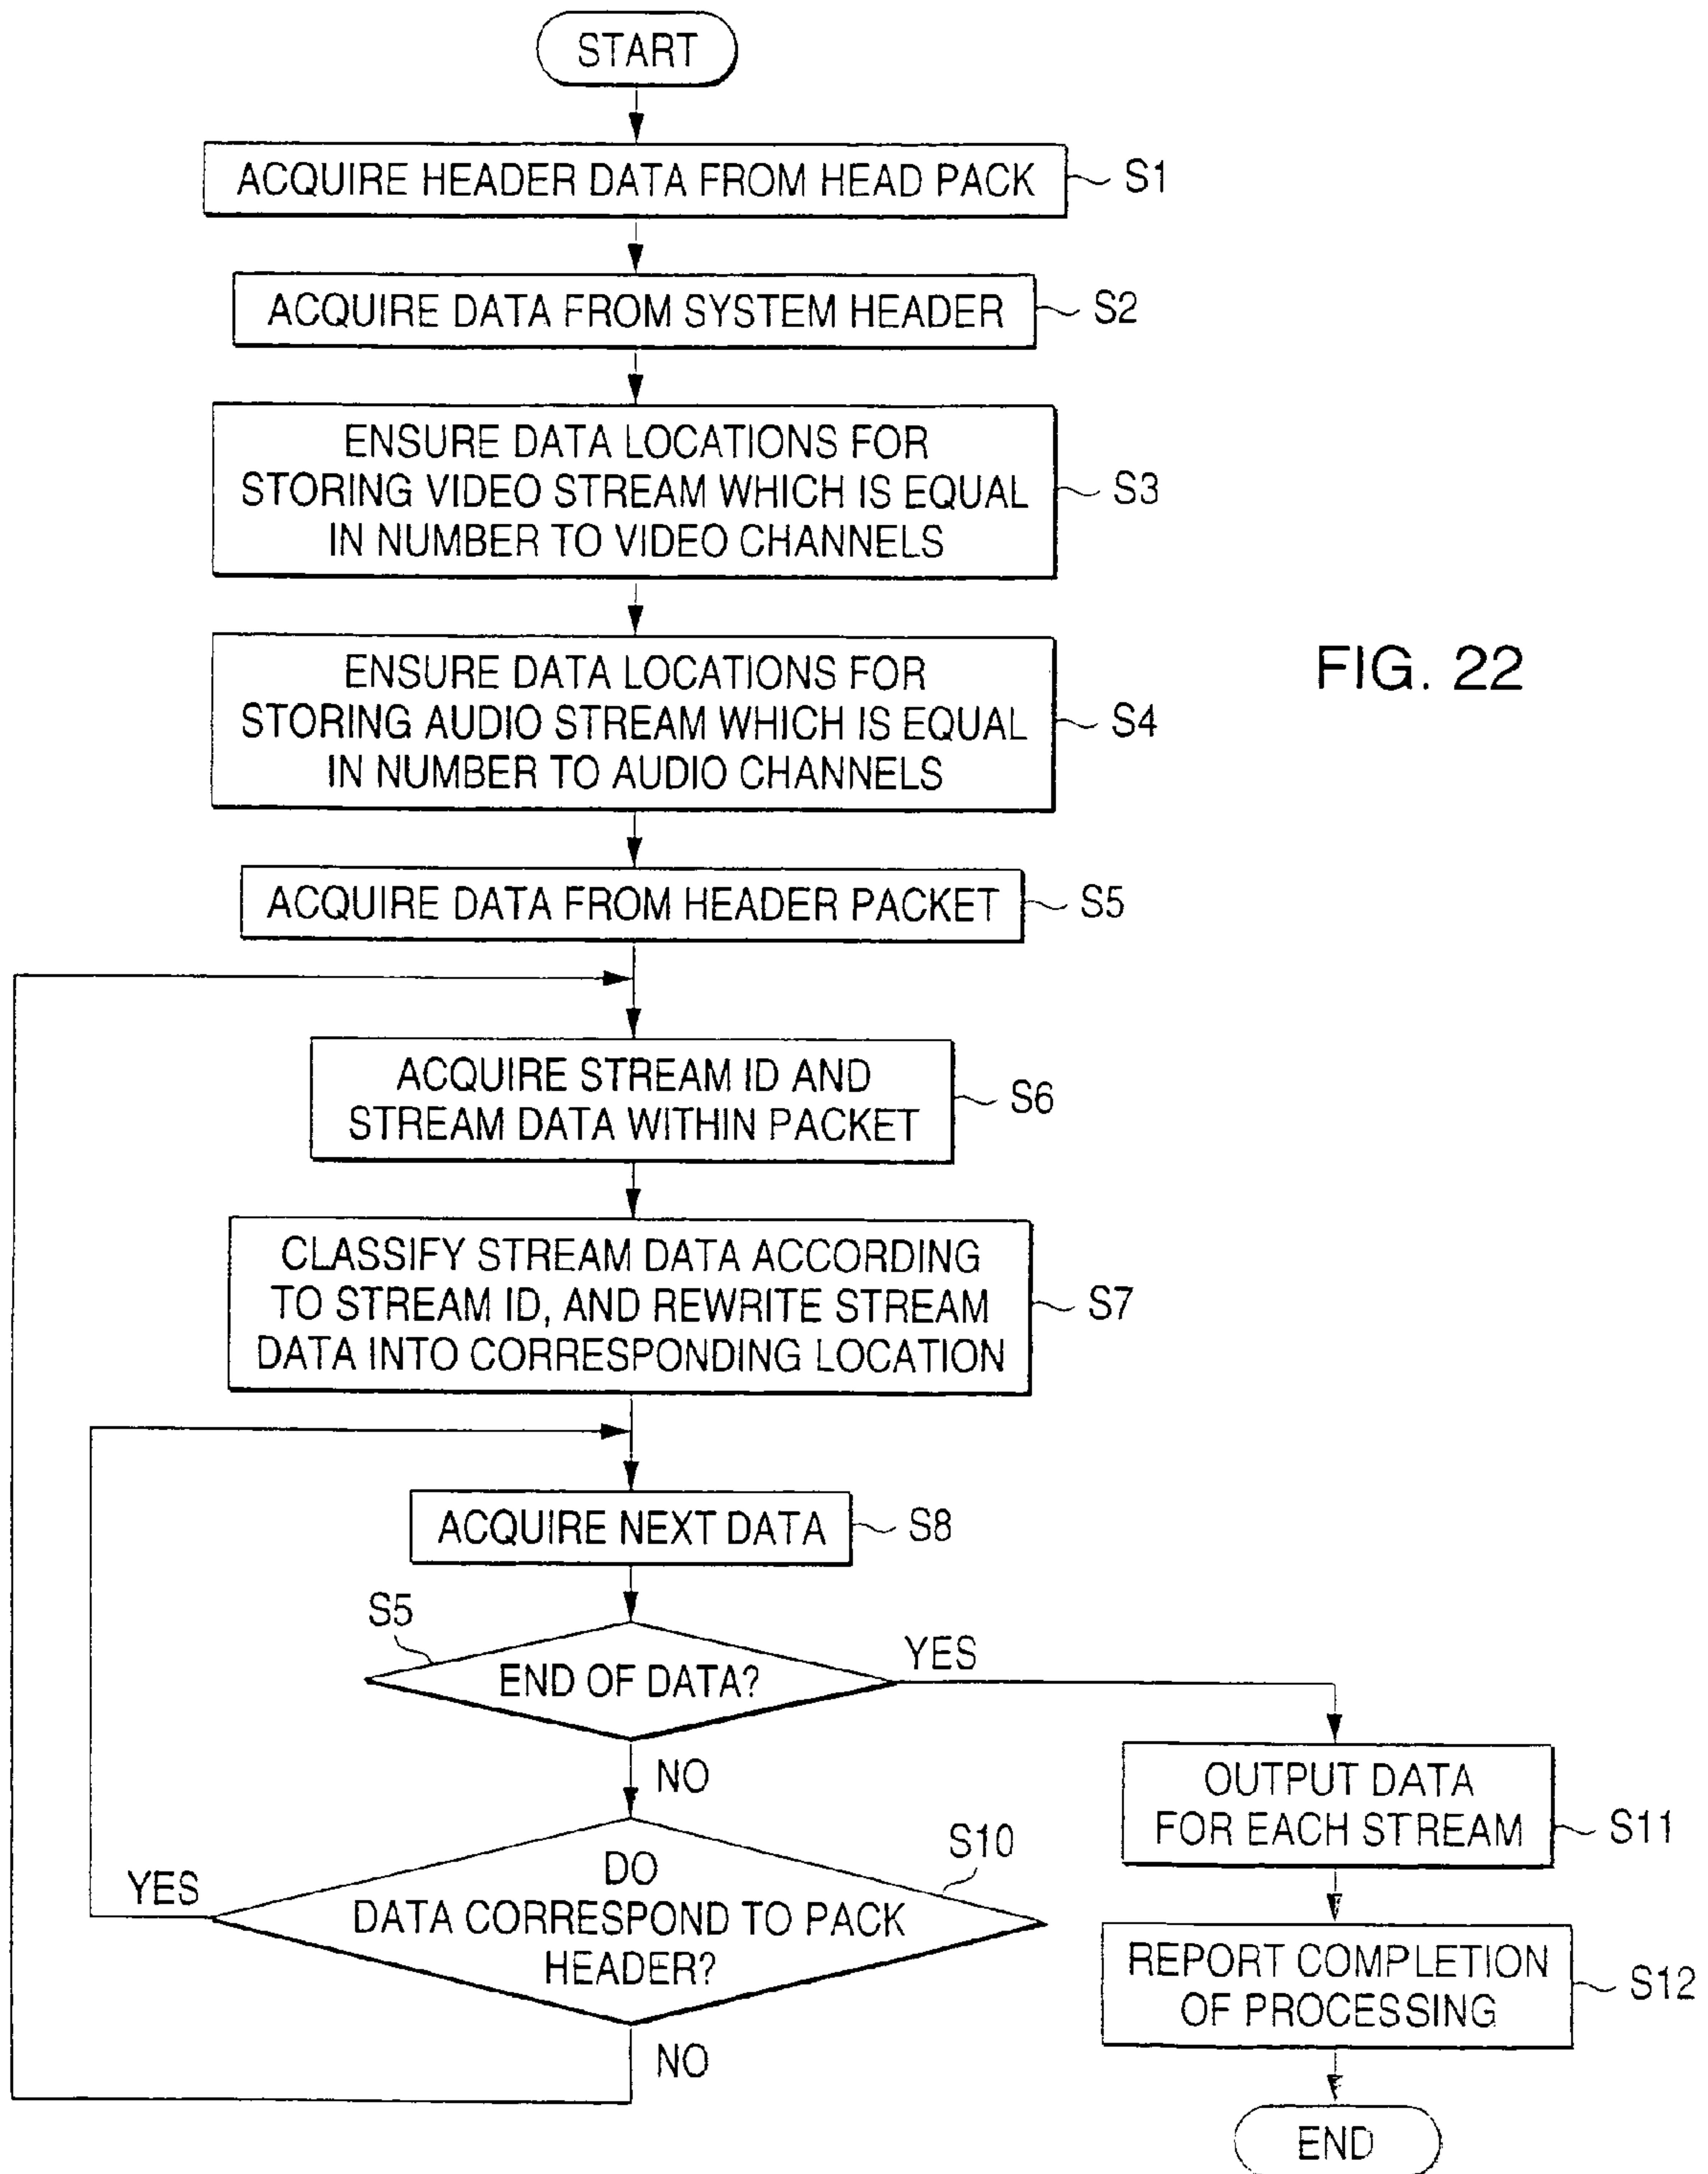 START
ACQUIRE HEADER DATA FROM HEAD PACK
S1
ACQUIRE DATA FROM SYSTEM HEADER
S2
ENSURE DATA LOCATIONS FOR
STORING VIDEO STREAM WHICH IS EQUAL
IN NUMBER TO VIDEO CHANNELS
S3
ENSURE DATA LOCATIONS FOR
STORING AUDIO STREAM WHICH IS EQUAL
IN NUMBER TO AUDIO CHANNELS
S4
FIG. 22
ACQUIRE DATA FROM HEADER PACKET
S5
ACQUIRE STREAM ID AND
STREAM DATA WITHIN PACKET
S6
CLASSIFY STREAM DATA ACCORDING
TO STREAM ID, AND REWRITE STREAM
DATA INTO CORRESPONDING LOCATION
S7
ACQUIRE NEXT DATA
S8
S5
END OF DATA?
YES
NO
DO
DATA CORRESPOND TO PACK
HEADER?
S10
YES
NO
OUTPUT DATA
FOR EACH STREAM
S11
REPORT COMPLETION
OF PROCESSING
S12
END